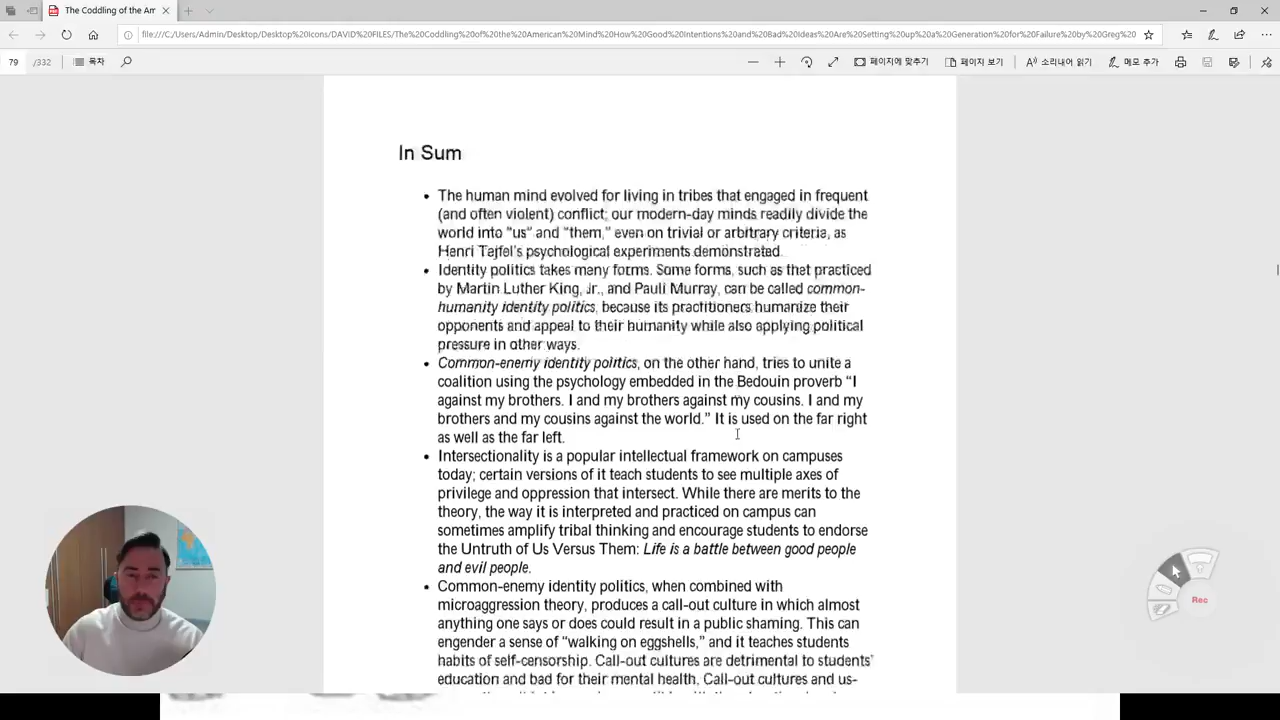 The Coddling of the Am
file:///C:/Users/Admin/Desktop/Desktop%20Icons/DAVID%20FILES/The%20Coddling%20of%20the%20American%20Mind%20How%20Good%20Intentions%20and%20Bad%20Ideas%20Are%20Setting%20up%20a%20Generation%20for%20Failure%20by%20Greg%20
79 /332 목차 페이지에 맞추기 페이지 보기 소리내어 읽기 메모 추가
In Sum
• The human mind evolved for living in tribes that engaged in frequent
(and often violent) conflict; our modern-day minds readily divide the
world into “us” and “them,” even on trivial or arbitrary criteria, as
Henri Tajfel’s psychological experiments demonstrated.
• Identity politics takes many forms. Some forms, such as that practiced
by Martin Luther King, Jr., and Pauli Murray, can be called common-
humanity identity politics, because its practitioners humanize their
opponents and appeal to their humanity while also applying political
pressure in other ways.
• Common-enemy identity politics, on the other hand, tries to unite a
coalition using the psychology embedded in the Bedouin proverb “I
against my brothers. I and my brothers against my cousins. I and my
brothers and my cousins against the world.” It is used on the far right
as well as the far left.
• Intersectionality is a popular intellectual framework on campuses
today; certain versions of it teach students to see multiple axes of
privilege and oppression that intersect. While there are merits to the
theory, the way it is interpreted and practiced on campus can
sometimes amplify tribal thinking and encourage students to endorse
the Untruth of Us Versus Them: Life is a battle between good people
and evil people.
• Common-enemy identity politics, when combined with
microaggression theory, produces a call-out culture in which almost
anything one says or does could result in a public shaming. This can
engender a sense of “walking on eggshells,” and it teaches students
habits of self-censorship. Call-out cultures are detrimental to students’
education and bad for their mental health. Call-out cultures and us-
Rec